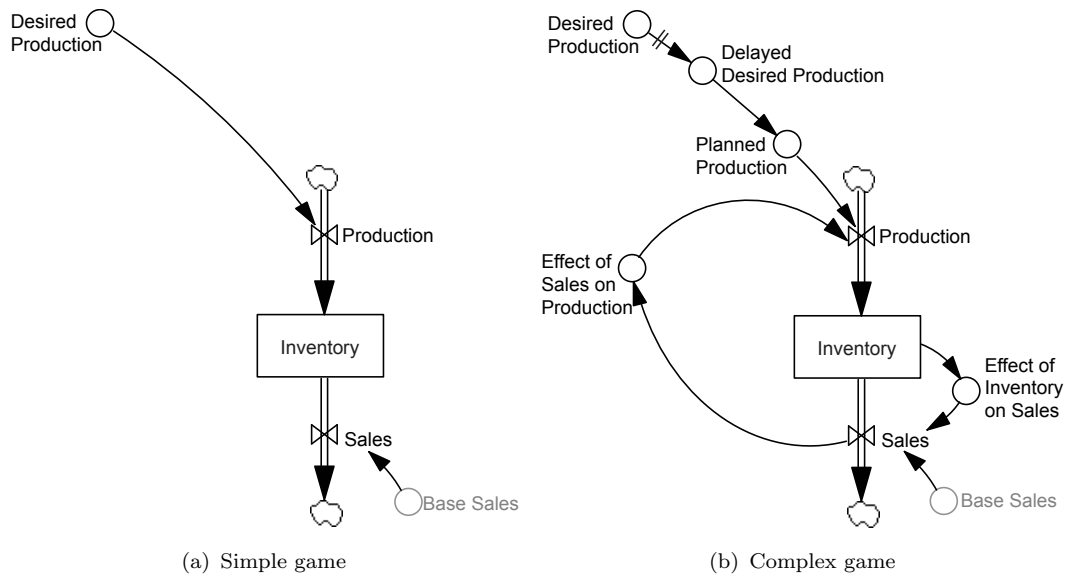 Desired
Production
Production
Inventory
Sales
Base Sales
(a) Simple game
Desired
Production
Delayed
Desired Production
Planned
Production
Production
Effect of
Sales on
Production
Inventory
Effect of
Inventory
on Sales
Sales
Base Sales
(b) Complex game